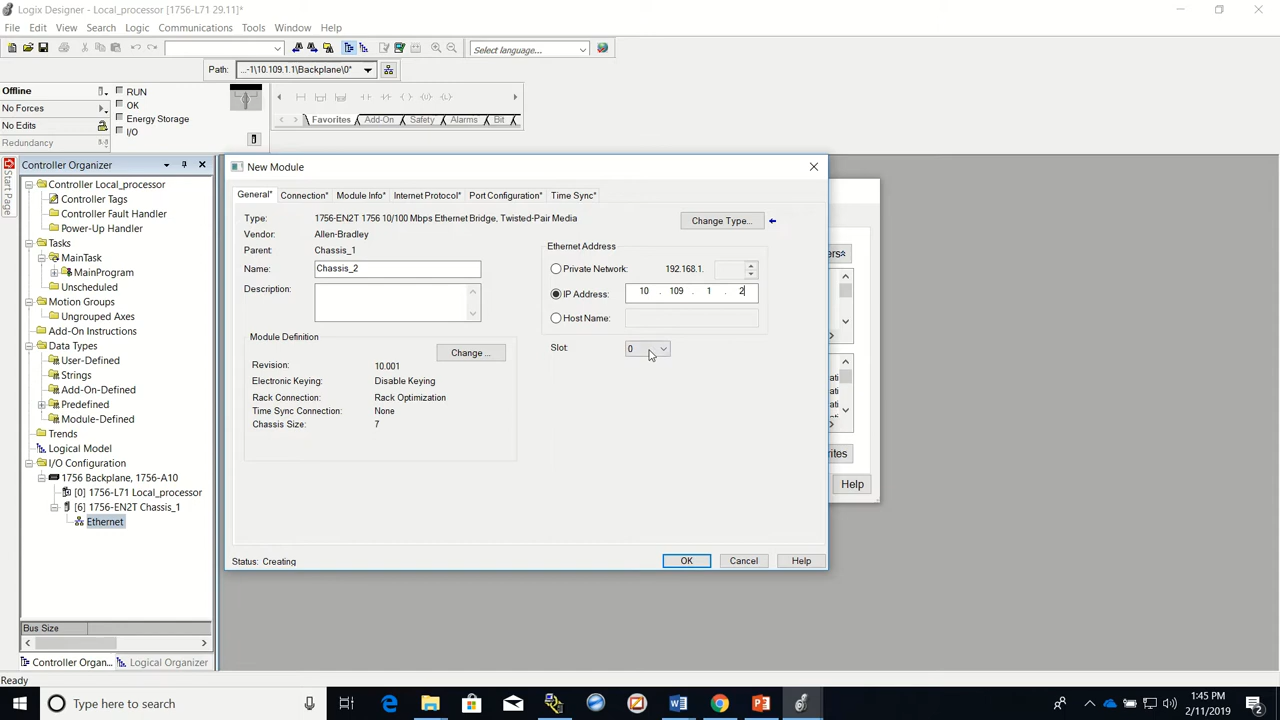 Logix Designer - Local_processor [1756-L71 29.11]*
File Edit View Search Logic Communications Tools Window Help
Select language...
Path: ...-1\10.109.1.1\Backplane\0*
Offline
No Forces
No Edits
Redundancy
RUN
OK
Energy Storage
I/O
Favorites Add-On Safety Alarms Bit
Start Page
Controller Organizer
Controller Local_processor
Controller Tags
Controller Fault Handler
Power-Up Handler
Tasks
MainTask
MainProgram
Unscheduled
Motion Groups
Ungrouped Axes
Add-On Instructions
Data Types
User-Defined
Strings
Add-On-Defined
Predefined
Module-Defined
Trends
Logical Model
I/O Configuration
1756 Backplane, 1756-A10
[0] 1756-L71 Local_processor
[6] 1756-EN2T Chassis_1
Ethernet
Bus Size
Controller Organ... Logical Organizer
Ready
New Module
General* Connection* Module Info* Internet Protocol* Port Configuration* Time Sync*
Type: 1756-EN2T 1756 10/100 Mbps Ethernet Bridge, Twisted-Pair Media
Change Type...
Vendor: Allen-Bradley
Parent: Chassis_1
Name: Chassis_2
Description:
Ethernet Address
Private Network: 192.168.1.
IP Address: 10 . 109 . 1 . 2
Host Name:
Slot: 0
Module Definition
Change ...
Revision: 10.001
Electronic Keying: Disable Keying
Rack Connection: Rack Optimization
Time Sync Connection: None
Chassis Size: 7
Status: Creating
OK Cancel Help
ers
ati
ati
rites
Help
Type here to search
1:45 PM
2/11/2019
2